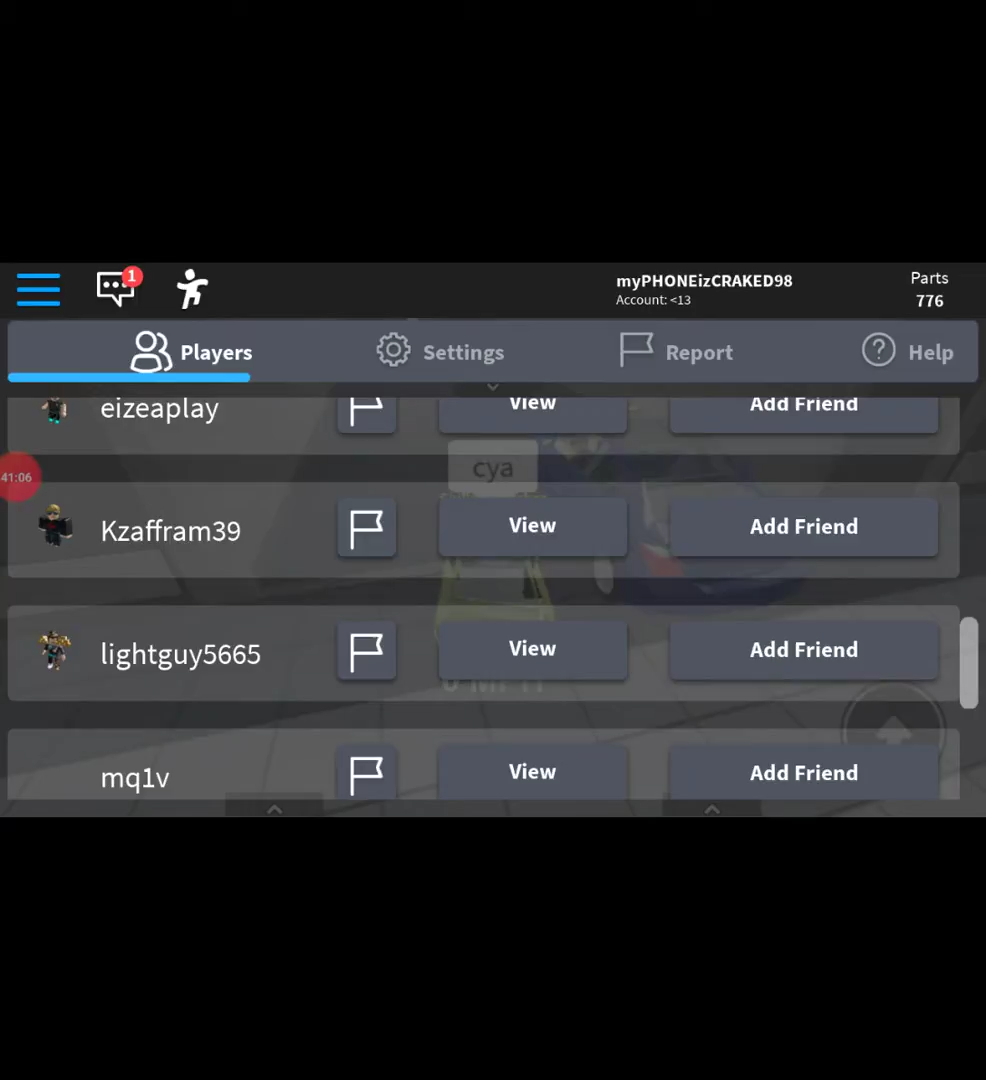 1
myPHONEizCRAKED98
Account: <13
Parts
776
Players
Settings
Report
Help
eizeaplay
View
Add Friend
cya
41:06
Kzaffram39
View
Add Friend
lightguy5665
View
Add Friend
mq1v
View
Add Friend